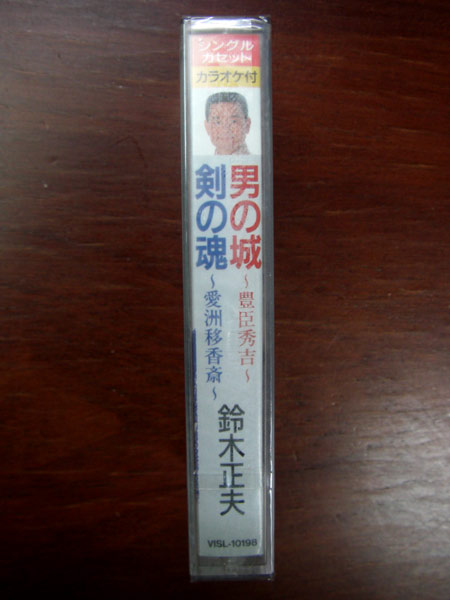 シングル
カセット
カラオケ付
男の城
~豊臣秀吉~
剣の魂
~愛洲移香斎~
鈴木正夫
VISL-10198